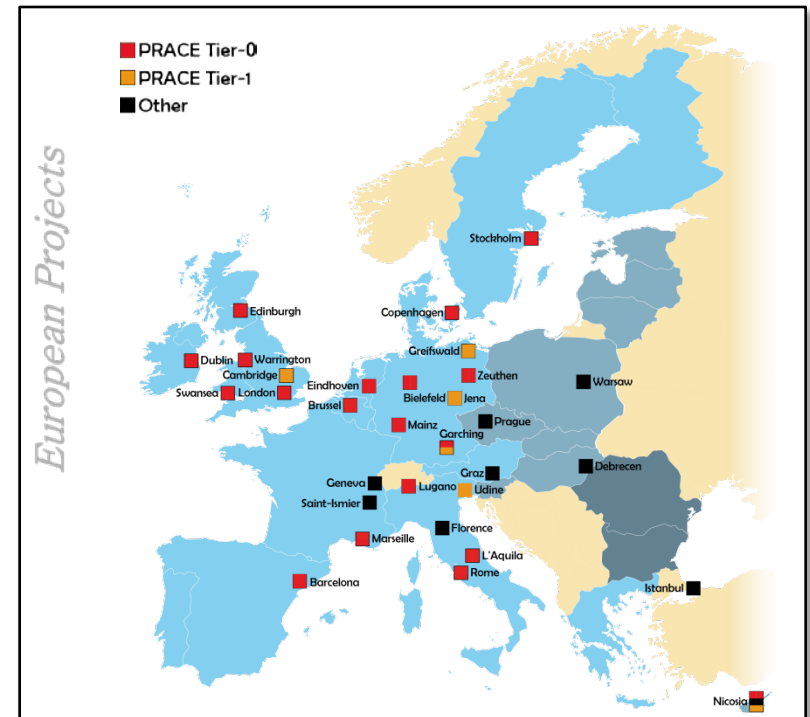 European Projects
PRACE Tier-0
PRACE Tier-1
Other
Stockholm
Edinburgh
Copenhagen
Dublin
Warrington
Greifswald
Cambridge
Zeuthen
Swansea
London
Eindhoven
Bielefeld
Jena
Warsaw
Brussel
Mainz
Prague
Garching
Geneva
Lugano
Graz
Udine
Debrecen
Saint-Ismier
Florence
Marseille
L'Aquila
Rome
Barcelona
Istanbul
Nicosia